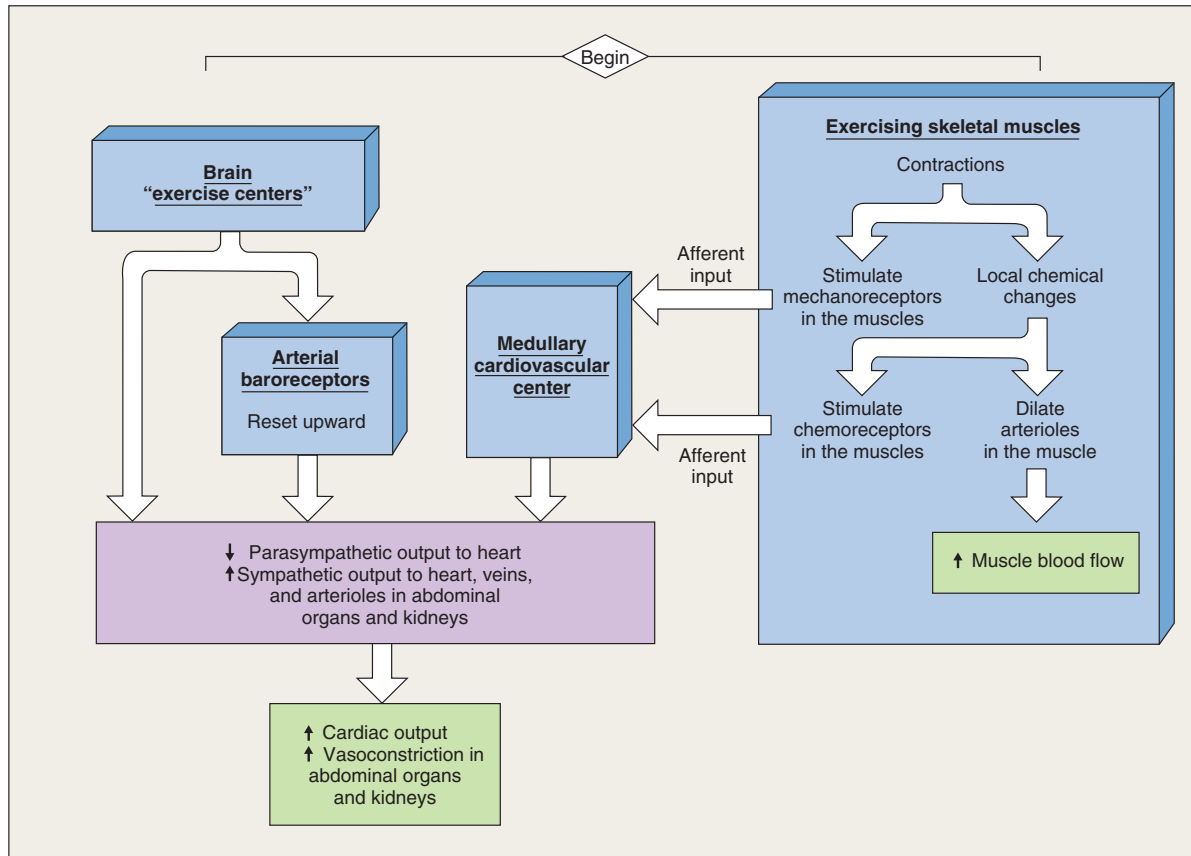 Begin
Brain
“exercise centers”
Arterial
baroreceptors
Reset upward
Medullary
cardiovascular
center
Afferent
input
Afferent
input
Exercising skeletal muscles
Contractions
Stimulate
mechanoreceptors
in the muscles
Local chemical
changes
Stimulate
chemoreceptors
in the muscles
Dilate
arterioles
in the muscle
↑ Muscle blood flow
↓ Parasympathetic output to heart
↑ Sympathetic output to heart, veins,
and arterioles in abdominal
organs and kidneys
↑ Cardiac output
↑ Vasoconstriction in
abdominal organs
and kidneys